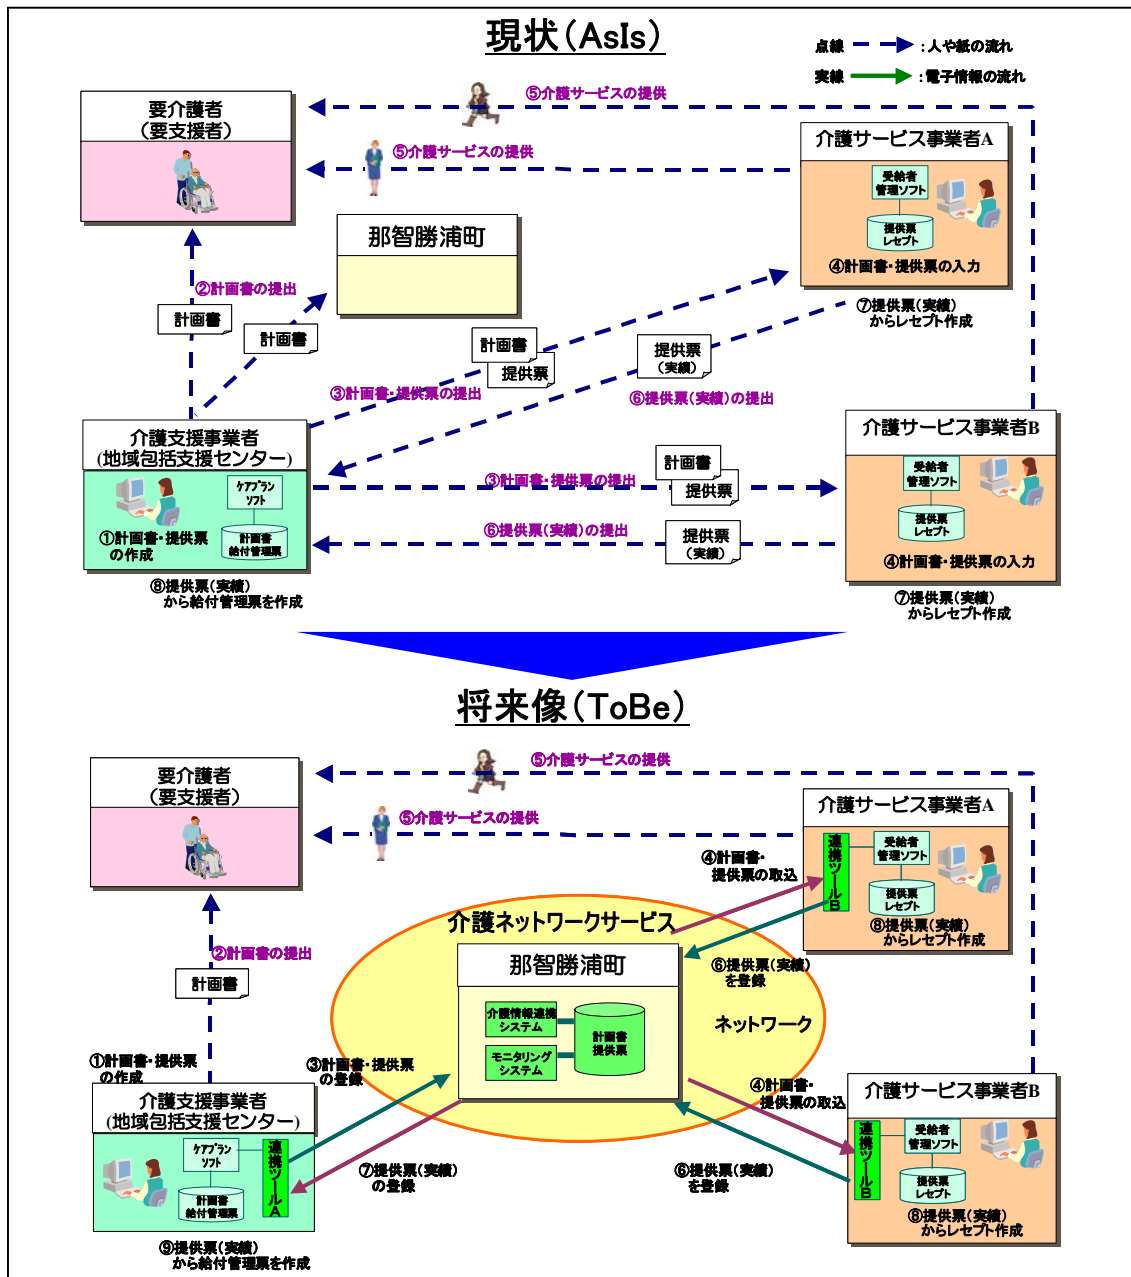 現状(AsIs)
点線 :人や紙の流れ
実線 :電子情報の流れ
⑤介護サービスの提供
要介護者
(要支援者)
⑤介護サービスの提供
介護サービス事業者A
受給者
管理ソフト
提供票
レセプト
④計画書・提供票の入力
那智勝浦町
②計画書の提出
計画書
計画書
⑦提供票(実績)
からレセプト作成
計画書
提供票
提供票
(実績)
③計画書・提供票の提出
⑥提供票(実績)の提出
介護支援事業者
(地域包括支援センター)
ケアプラン
ソフト
計画書
給付管理票
①計画書・提供票
の作成
⑧提供票(実績)
から給付管理票を作成
③計画書・提供票の提出
計画書
提供票
⑥提供票(実績)の提出
提供票
(実績)
介護サービス事業者B
受給者
管理ソフト
提供票
レセプト
④計画書・提供票の入力
⑦提供票(実績)
からレセプト作成
将来像(ToBe)
⑤介護サービスの提供
要介護者
(要支援者)
⑤介護サービスの提供
介護サービス事業者A
連携ツールB
受給者
管理ソフト
提供票
レセプト
⑧提供票(実績)
からレセプト作成
④計画書・
提供票の取込
介護ネットワークサービス
那智勝浦町
介護情報連携
システム
モニタリング
システム
計画書
提供票
⑥提供票(実績)
を登録
ネットワーク
②計画書の提出
計画書
①計画書・提供票
の作成
③計画書・提供票
の登録
④計画書・
提供票の取込
介護支援事業者
(地域包括支援センター)
ケアプラン
ソフト
計画書
給付管理票
連携ツールA
⑦提供票(実績)
の登録
⑥提供票(実績)
を登録
介護サービス事業者B
連携ツールB
受給者
管理ソフト
提供票
レセプト
⑧提供票(実績)
からレセプト作成
⑨提供票(実績)
から給付管理票を作成